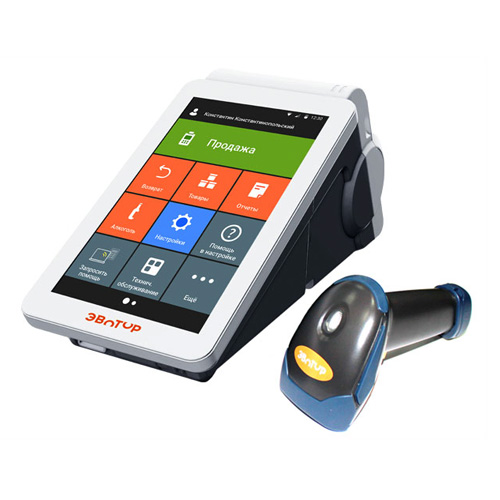 Константин Константинопольский
12:30
Продажа
Возврат
Товары
Отчеты
Алкоголь
Настройки
Помощь
в настройке
Запросить
помощь
Технич.
обслуживание
Ещё
ЭВОТОР
ЭВОТОР